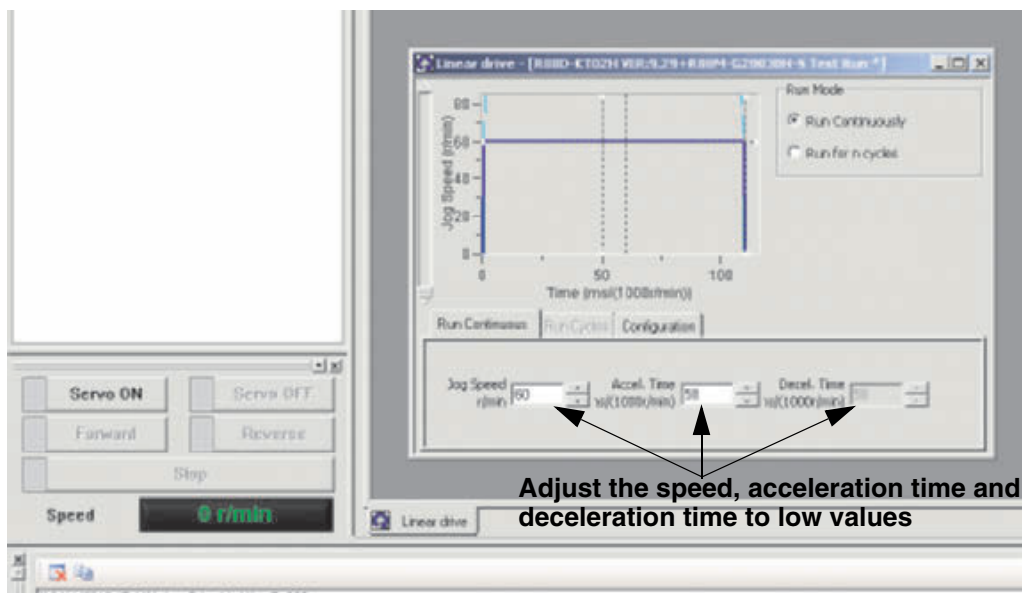 Linear drive - [R88D-KT02H VER:5.29+R88M-G20030H-S Test Run *]
Run Mode
Run Continuously
Run for n cycles
Jog Speed (r/min)
80
60
40
20
0
0 50 100
Time (ms/(1000r/min))
Run Continuous Run Cycles Configuration
Jog Speed
r/min 60
Accel. Time
ms/(1000r/min) 50
Decel. Time
ms/(1000r/min) 50
Servo ON Servo OFF
Forward Reverse
Stop
Speed 0 r/min
Adjust the speed, acceleration time and
deceleration time to low values
Linear drive